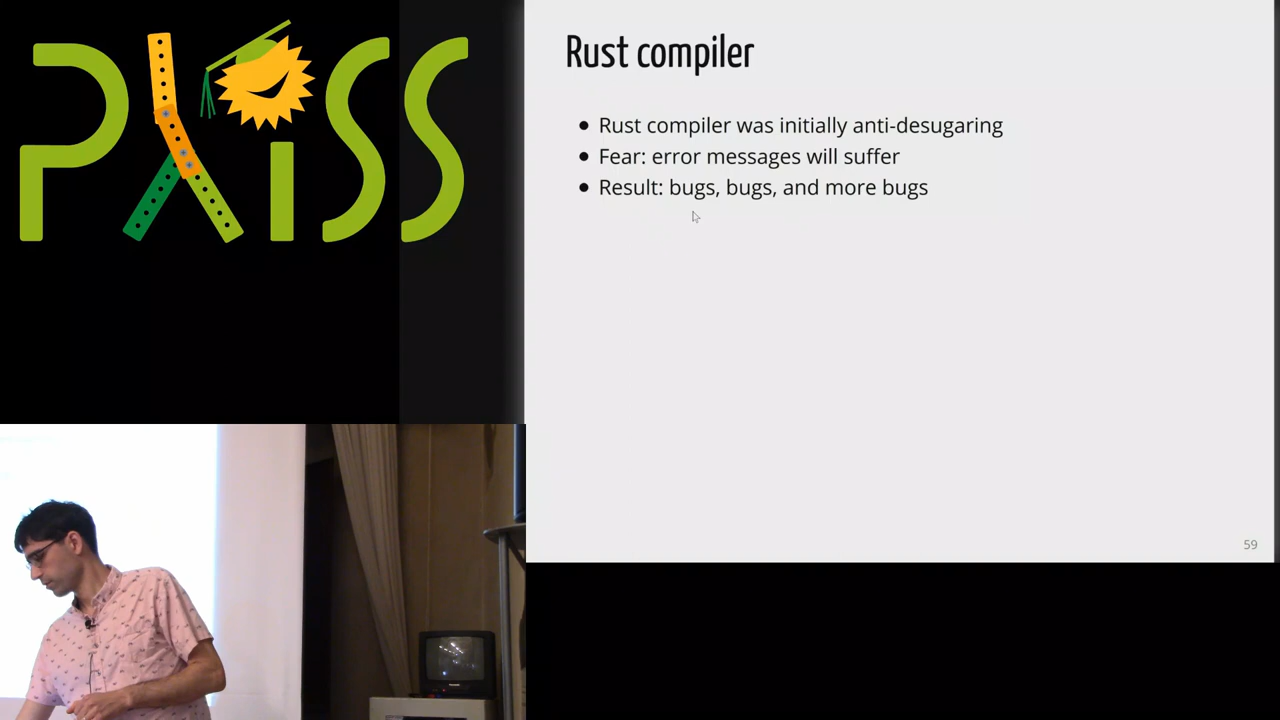 PLISS
Rust compiler
• Rust compiler was initially anti-desugaring
• Fear: error messages will suffer
• Result: bugs, bugs, and more bugs
59